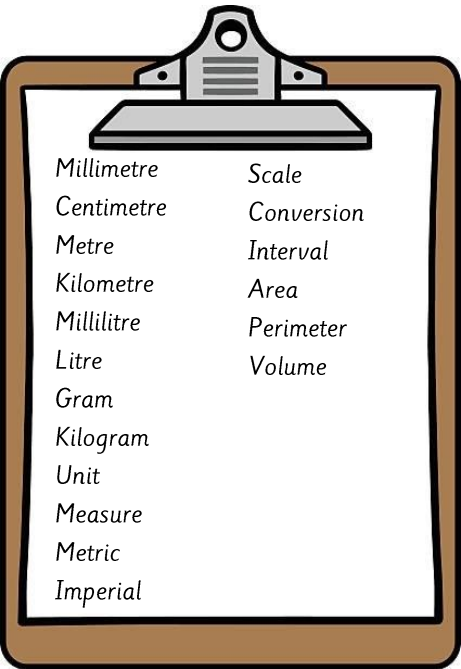 Millimetre
Centimetre
Metre
Kilometre
Millilitre
Litre
Gram
Kilogram
Unit
Measure
Metric
Imperial
Scale
Conversion
Interval
Area
Perimeter
Volume